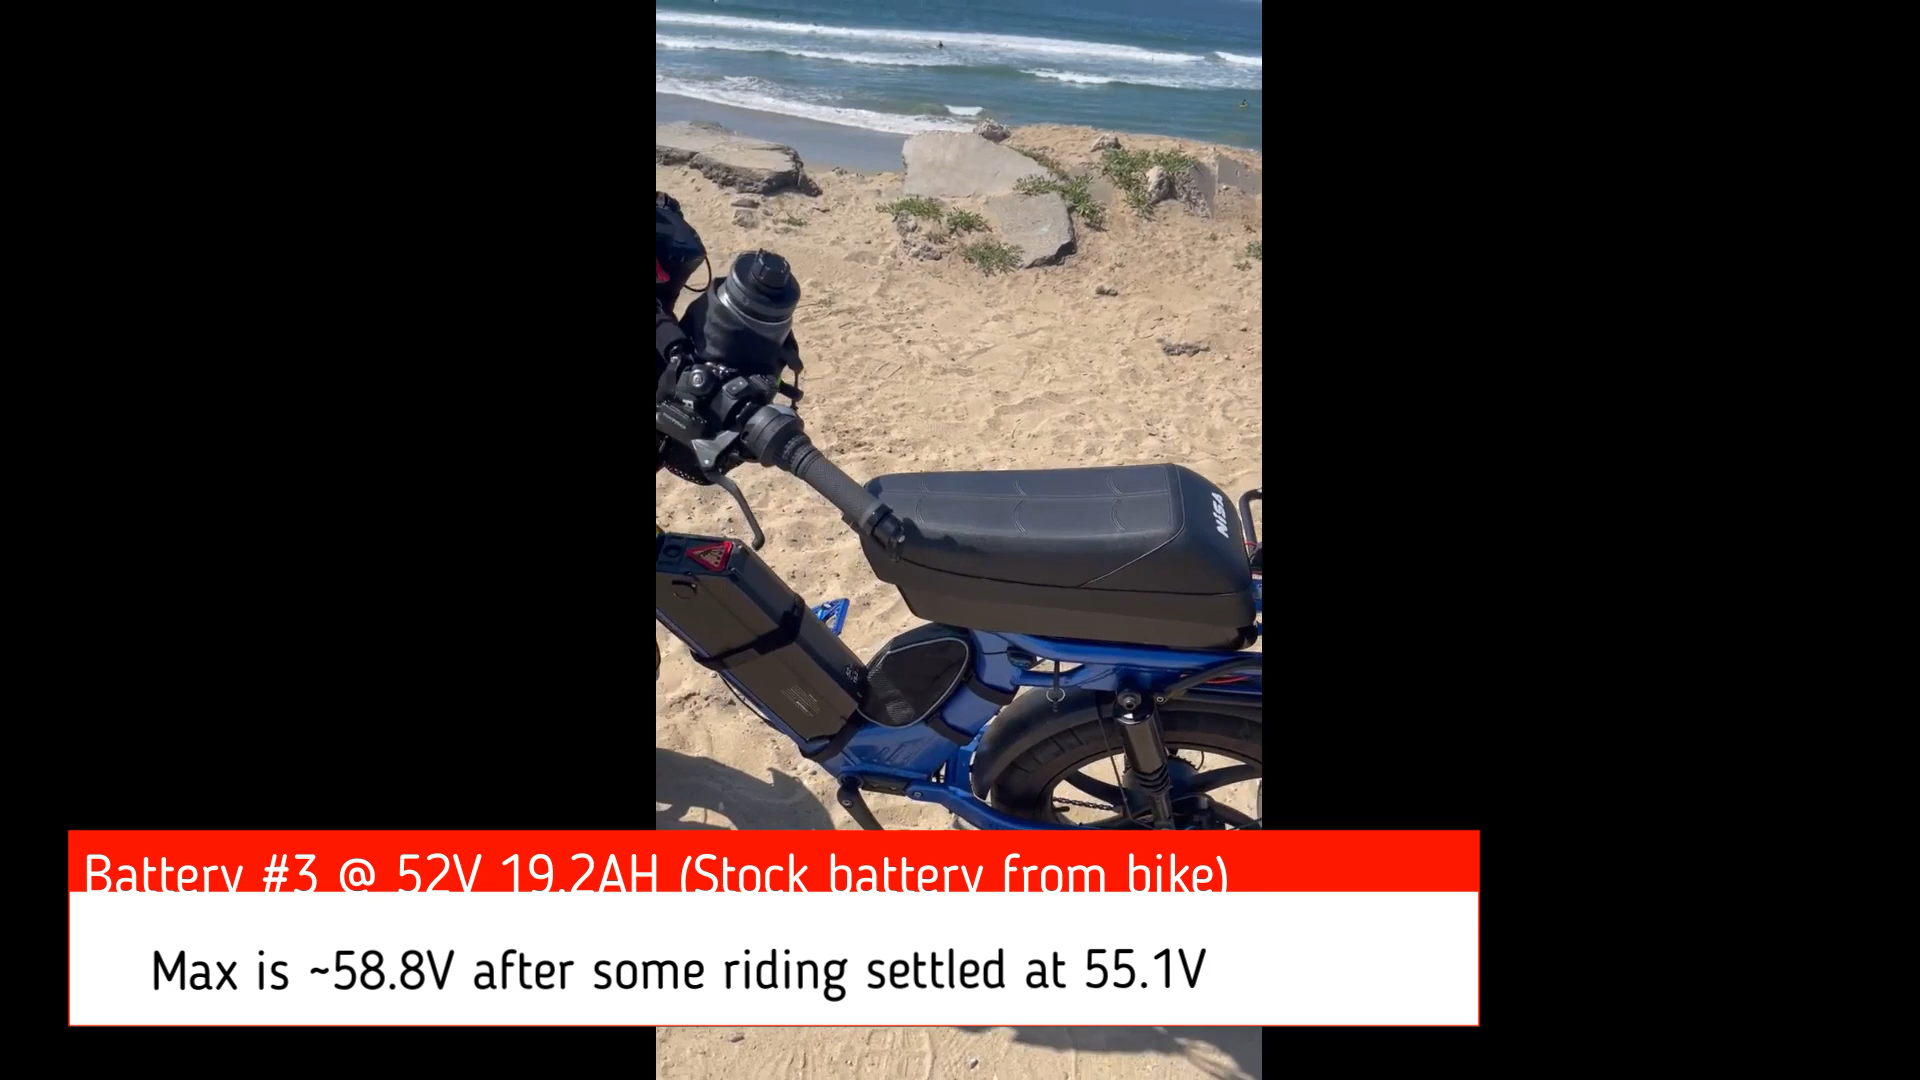 NISA
Battery #3 @ 52V 19.2AH (Stock battery from bike)
Max is ~58.8V after some riding settled at 55.1V